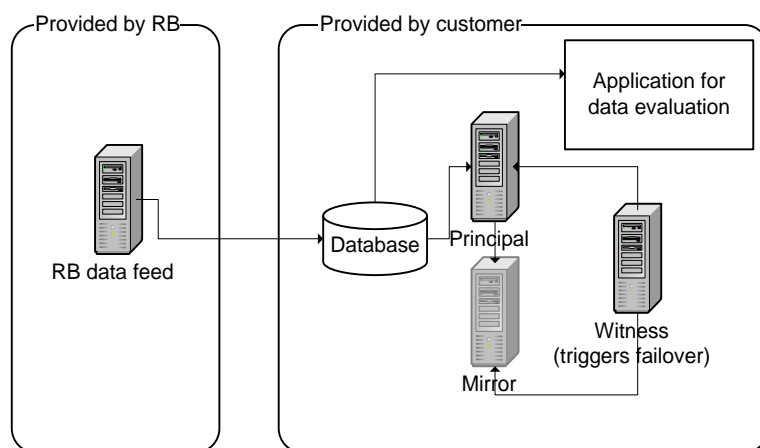 Provided by RB
Provided by customer
Application for
data evaluation
RB data feed
Database
Principal
Mirror
Witness
(triggers failover)